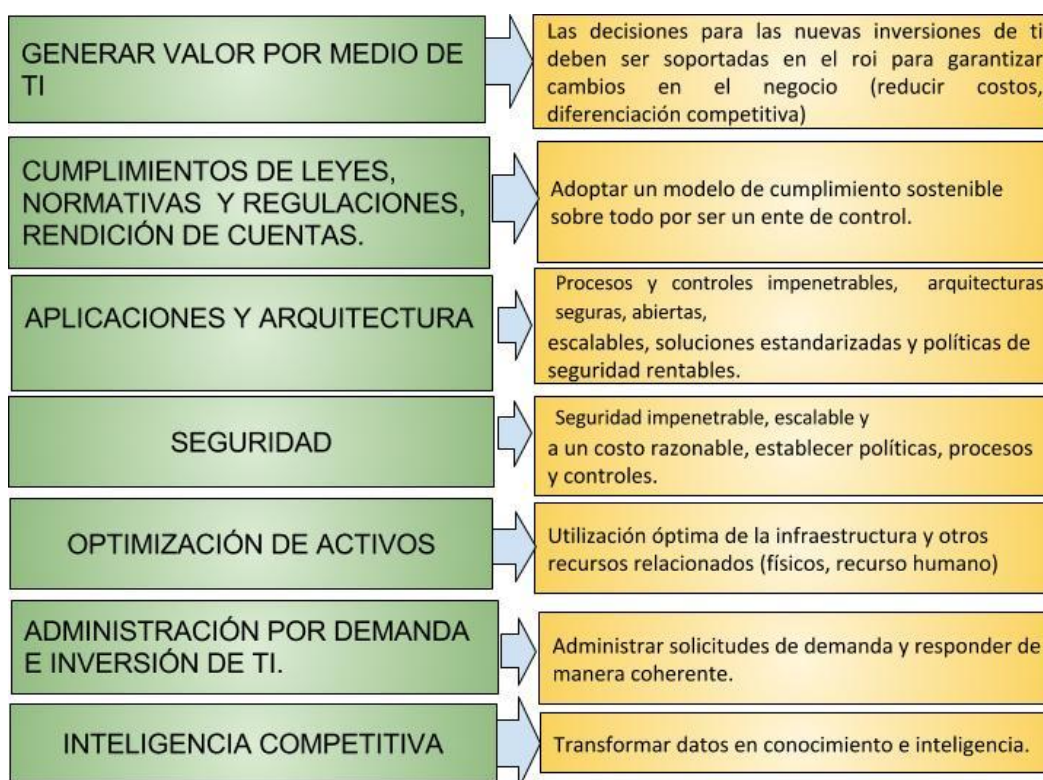 GENERAR VALOR POR MEDIO DE
TI
Las decisiones para las nuevas inversiones de ti
deben ser soportadas en el roi para garantizar
cambios en el negocio (reducir costos,
diferenciación competitiva)
CUMPLIMIENTOS DE LEYES,
NORMATIVAS Y REGULACIONES,
RENDICIÓN DE CUENTAS.
Adoptar un modelo de cumplimiento sostenible
sobre todo por ser un ente de control.
APLICACIONES Y ARQUITECTURA
Procesos y controles impenetrables, arquitecturas
seguras, abiertas,
escalables, soluciones estandarizadas y políticas de
seguridad rentables.
SEGURIDAD
Seguridad impenetrable, escalable y
a un costo razonable, establecer políticas, procesos
y controles.
OPTIMIZACIÓN DE ACTIVOS
Utilización óptima de la infraestructura y otros
recursos relacionados (físicos, recurso humano)
ADMINISTRACIÓN POR DEMANDA
E INVERSIÓN DE TI.
Administrar solicitudes de demanda y responder de
manera coherente.
INTELIGENCIA COMPETITIVA
Transformar datos en conocimiento e inteligencia.